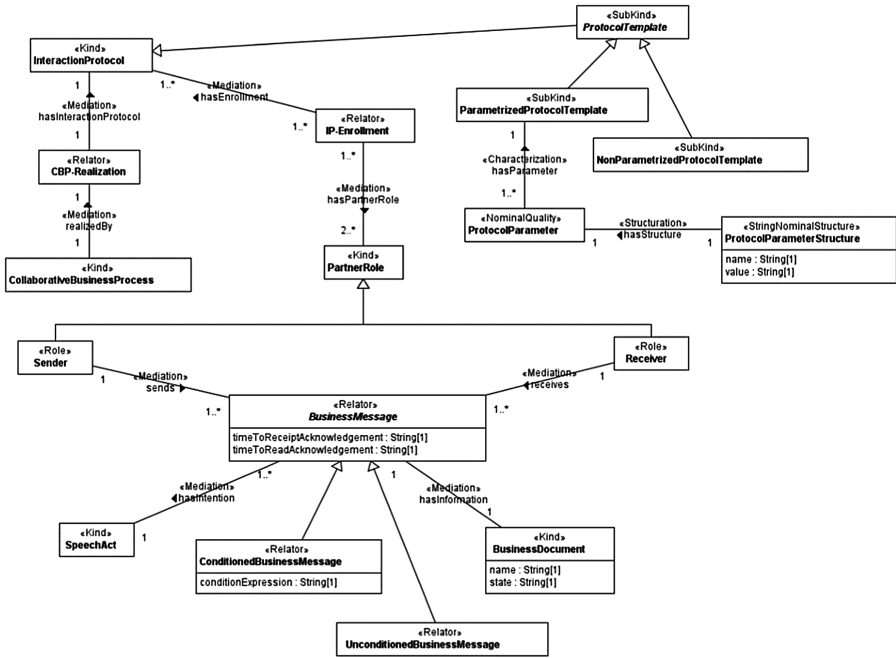 «SubKind»
ProtocolTemplate
«Kind»
InteractionProtocol
1
1..*
«Mediation»
hasEnrollment
«Mediation»
hasInteractionProtocol
1..*
«Relator»
IP-Enrollment
1
«Relator»
CBP-Realization
1
«Mediation»
realizedBy
1
«Kind»
CollaborativeBusinessProcess
1..*
«Mediation»
hasPartnerRole
2..*
«Kind»
PartnerRole
«SubKind»
ParametrizedProtocolTemplate
1
«Characterization»
hasParameter
1..*
«SubKind»
NonParametrizedProtocolTemplate
«NominalQuality»
ProtocolParameter
1
«Structuration»
hasStructure
1
«StringNominalStructure»
ProtocolParameterStructure
name : String[1]
value : String[1]
«Role»
Sender
1
«Mediation»
sends
1..*
«Role»
Receiver
1
«Mediation»
receives
1..*
«Relator»
BusinessMessage
timeToReceiptAcknowledgement : String[1]
timeToReadAcknowledgement : String[1]
1..*
«Mediation»
hasIntention
1
«Kind»
SpeechAct
1
«Mediation»
hasInformation
1
«Kind»
BusinessDocument
name : String[1]
state : String[1]
«Relator»
ConditionedBusinessMessage
conditionExpression : String[1]
«Relator»
UnconditionedBusinessMessage